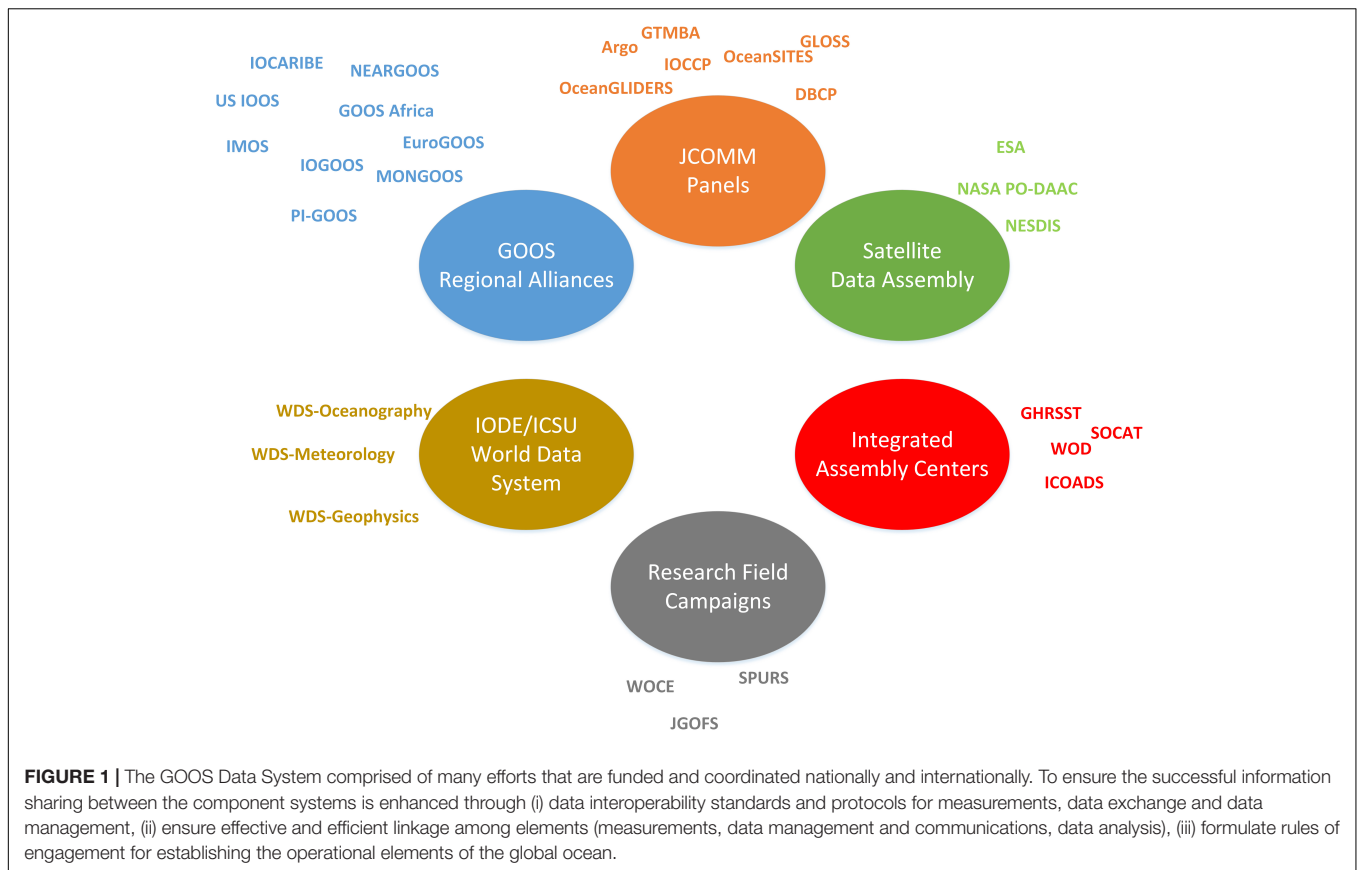 GTMBA
GLOSS
Argo
OceanSITES
IOCCP
OceanGLIDERS
DBCP
IOCARIBE
NEARGOOS
US IOOS
GOOS Africa
IMOS
EuroGOOS
IOGOOS
MONGOOS
PI-GOOS
JCOMM
Panels
ESA
NASA PO-DAAC
NESDIS
GOOS
Regional Alliances
Satellite
Data Assembly
WDS-Oceanography
WDS-Meteorology
WDS-Geophysics
IODE/ICSU
World Data
System
Integrated
Assembly Centers
GHRSST
SOCAT
WOD
ICOADS
Research Field
Campaigns
WOCE
SPURS
JGOFS
FIGURE 1 | The GOOS Data System comprised of many efforts that are funded and coordinated nationally and internationally. To ensure the successful information
sharing between the component systems is enhanced through (i) data interoperability standards and protocols for measurements, data exchange and data
management, (ii) ensure effective and efficient linkage among elements (measurements, data management and communications, data analysis), (iii) formulate rules of
engagement for establishing the operational elements of the global ocean.